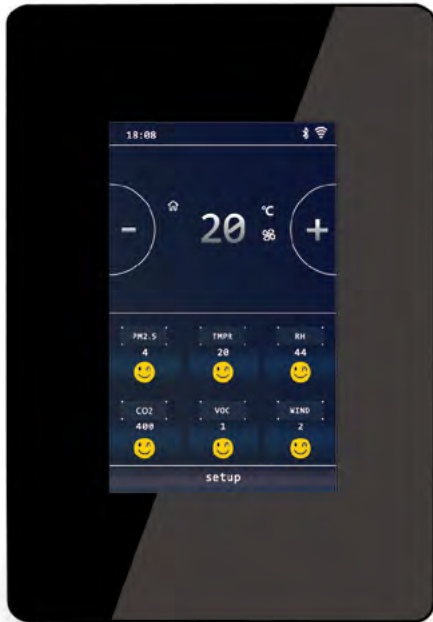 18:08
- 20 °C +
PM2.5 TMPR RH
4 20 44
CO2 VOC WIND
400 1 2
setup